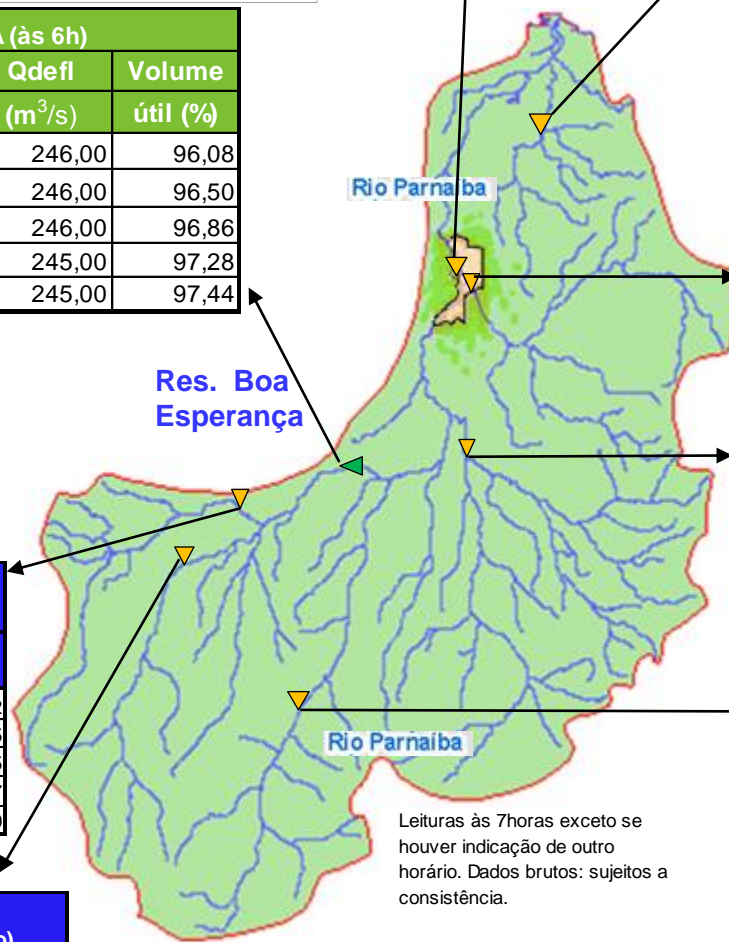 A (às 6h)
Qdefl Volume
(m³/s) útil (%)
246,00 96,08
246,00 96,50
246,00 96,86
245,00 97,28
245,00 97,44
Rio Parnaíba
Res. Boa
Esperança
Rio Parnaíba
Leituras às 7horas exceto se
houver indicação de outro
horário. Dados brutos: sujeitos a
consistência.